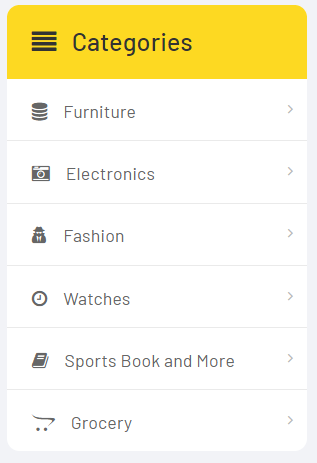 Categories
Furniture
Electronics
Fashion
Watches
Sports Book and More
Grocery